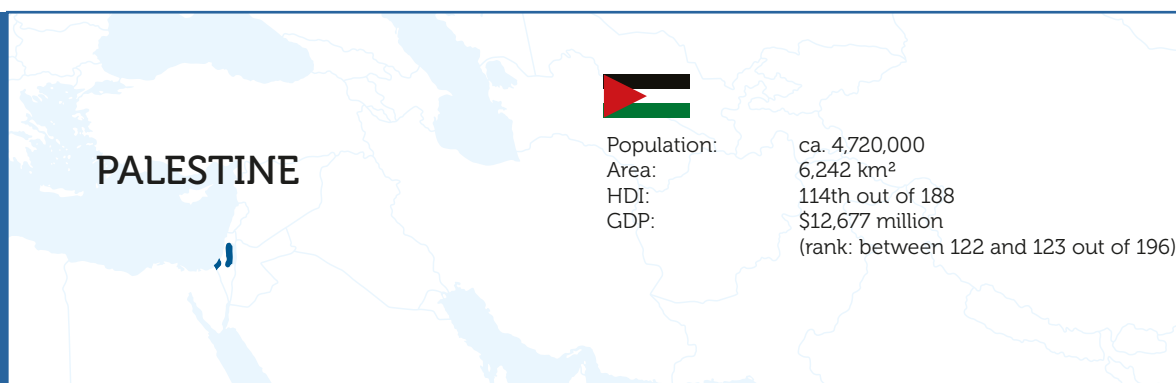 PALESTINE
Population: ca. 4,720,000
Area: 6,242 km²
HDI: 114th out of 188
GDP: $12,677 million
(rank: between 122 and 123 out of 196)